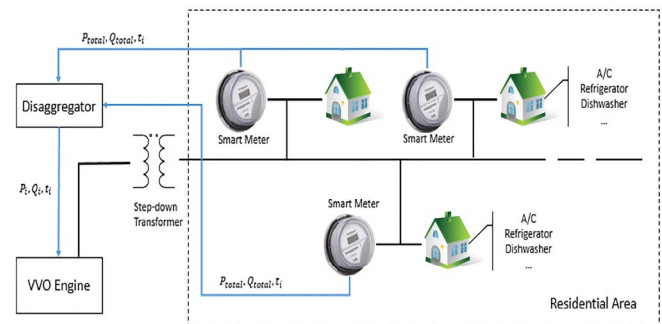 P_total, Q_total, t_i
A/C
Refrigerator
Dishwasher
...
Disaggregator
Smart Meter
Smart Meter
P_i, Q_i, t_i
Step-down
Transformer
Smart Meter
A/C
Refrigerator
Dishwasher
...
VVO Engine
P_total, Q_total, t_i
Residential Area